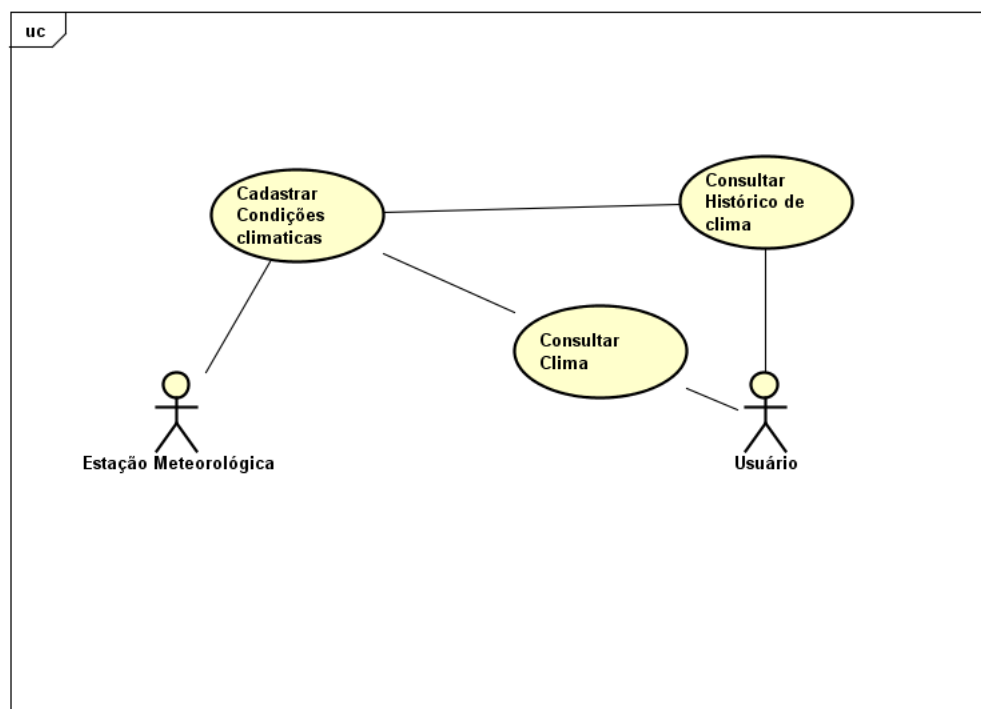 uc
Cadastrar
Condições
climaticas
Consultar
Histórico de
clima
Consultar
Clima
Estação Meteorológica
Usuário